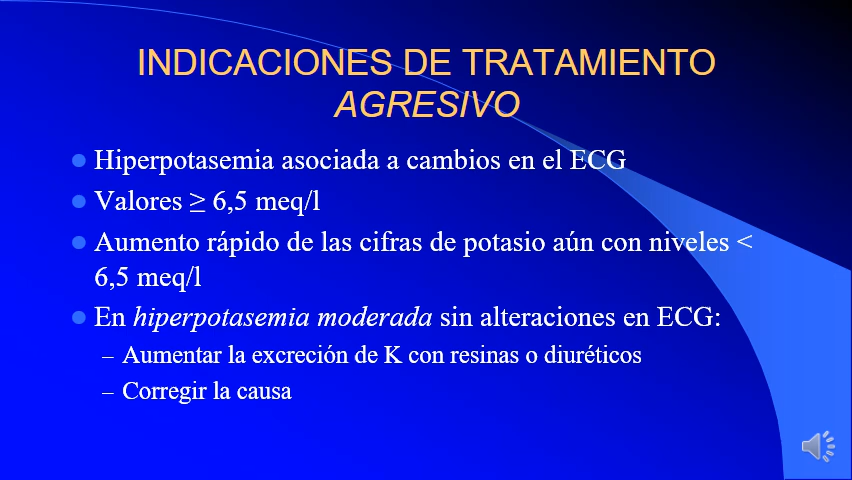 INDICACIONES DE TRATAMIENTO
AGRESIVO
Hiperpotasemia asociada a cambios en el ECG
Valores ≥ 6,5 meq/l
Aumento rápido de las cifras de potasio aún con niveles <
6,5 meq/l
En hiperpotasemia moderada sin alteraciones en ECG:
– Aumentar la excreción de K con resinas o diuréticos
– Corregir la causa